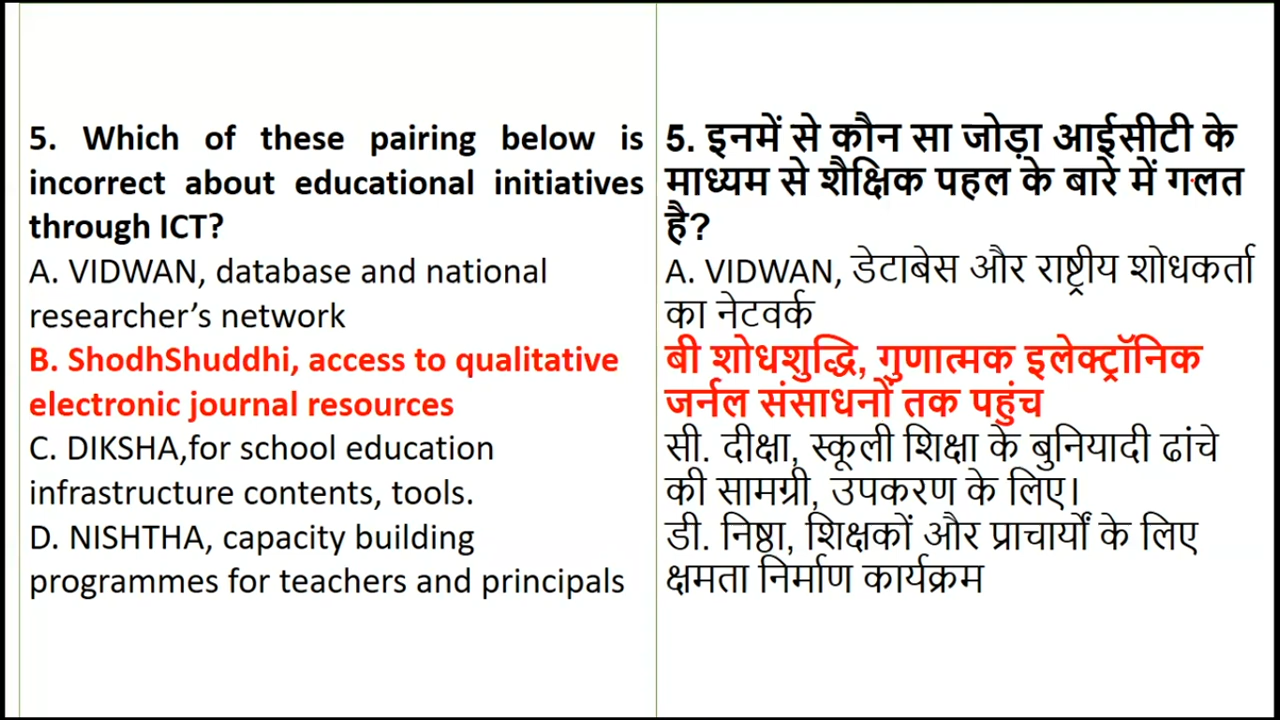 5. Which of these pairing below is
incorrect about educational initiatives
through ICT?
A. VIDWAN, database and national
researcher’s network
B. ShodhShuddhi, access to qualitative
electronic journal resources
C. DIKSHA,for school education
infrastructure contents, tools.
D. NISHTHA, capacity building
programmes for teachers and principals
5. इनमें से कौन सा जोड़ा आईसीटी के
माध्यम से शैक्षिक पहल के बारे में गलत
है?
A. VIDWAN, डेटाबेस और राष्ट्रीय शोधकर्ता
का नेटवर्क
बी शोधशुद्धि, गुणात्मक इलेक्ट्रॉनिक
जर्नल संसाधनों तक पहुंच
सी. दीक्षा, स्कूली शिक्षा के बुनियादी ढांचे
की सामग्री, उपकरण के लिए।
डी. निष्ठा, शिक्षकों और प्राचार्यों के लिए
क्षमता निर्माण कार्यक्रम